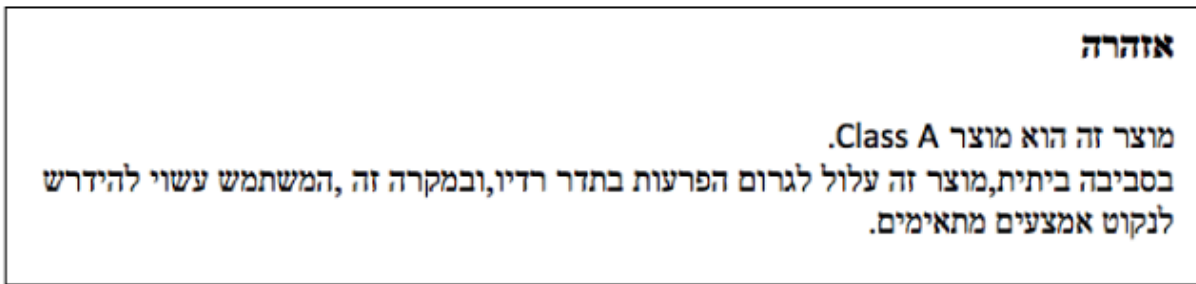 אזהרה
מוצר זה הוא מוצר Class A.
בסביבה ביתית,מוצר זה עלול לגרום הפרעות בתדר רדיו,ובמקרה זה ,המשתמש עשוי להידרש
לנקוט אמצעים מתאימים.